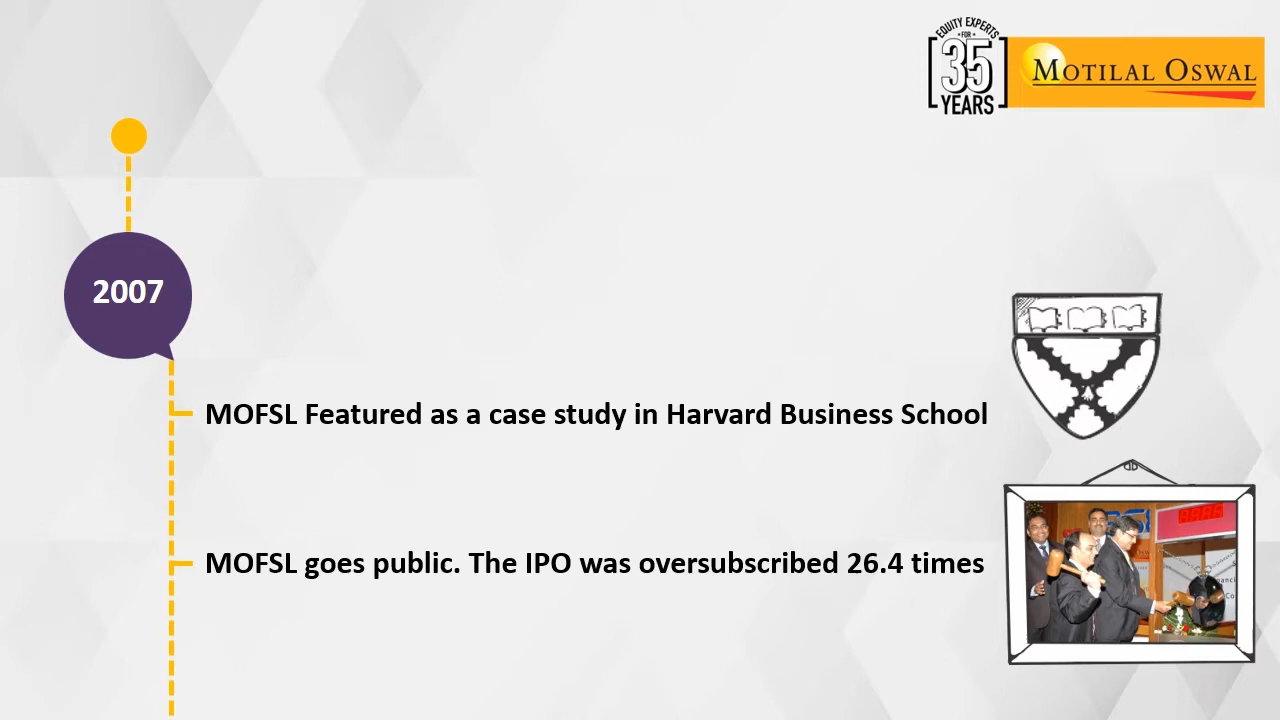 EQUITY EXPERTS
FOR
35
YEARS
MOTILAL OSWAL
2007
MOFSL Featured as a case study in Harvard Business School
MOFSL goes public. The IPO was oversubscribed 26.4 times